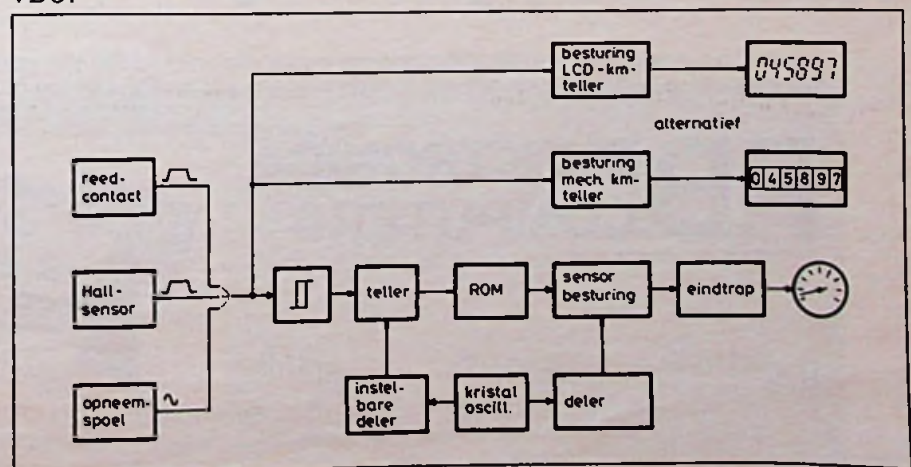 besturing
LCD-km-
teller
045897
alternatief
besturing
mech. km-
teller
045897
reed-
contact
Hall-
sensor
opneem-
spoel
teller
ROM
sensor
besturing
eindtrap
instel-
bare
deler
kristal
oscill.
deler